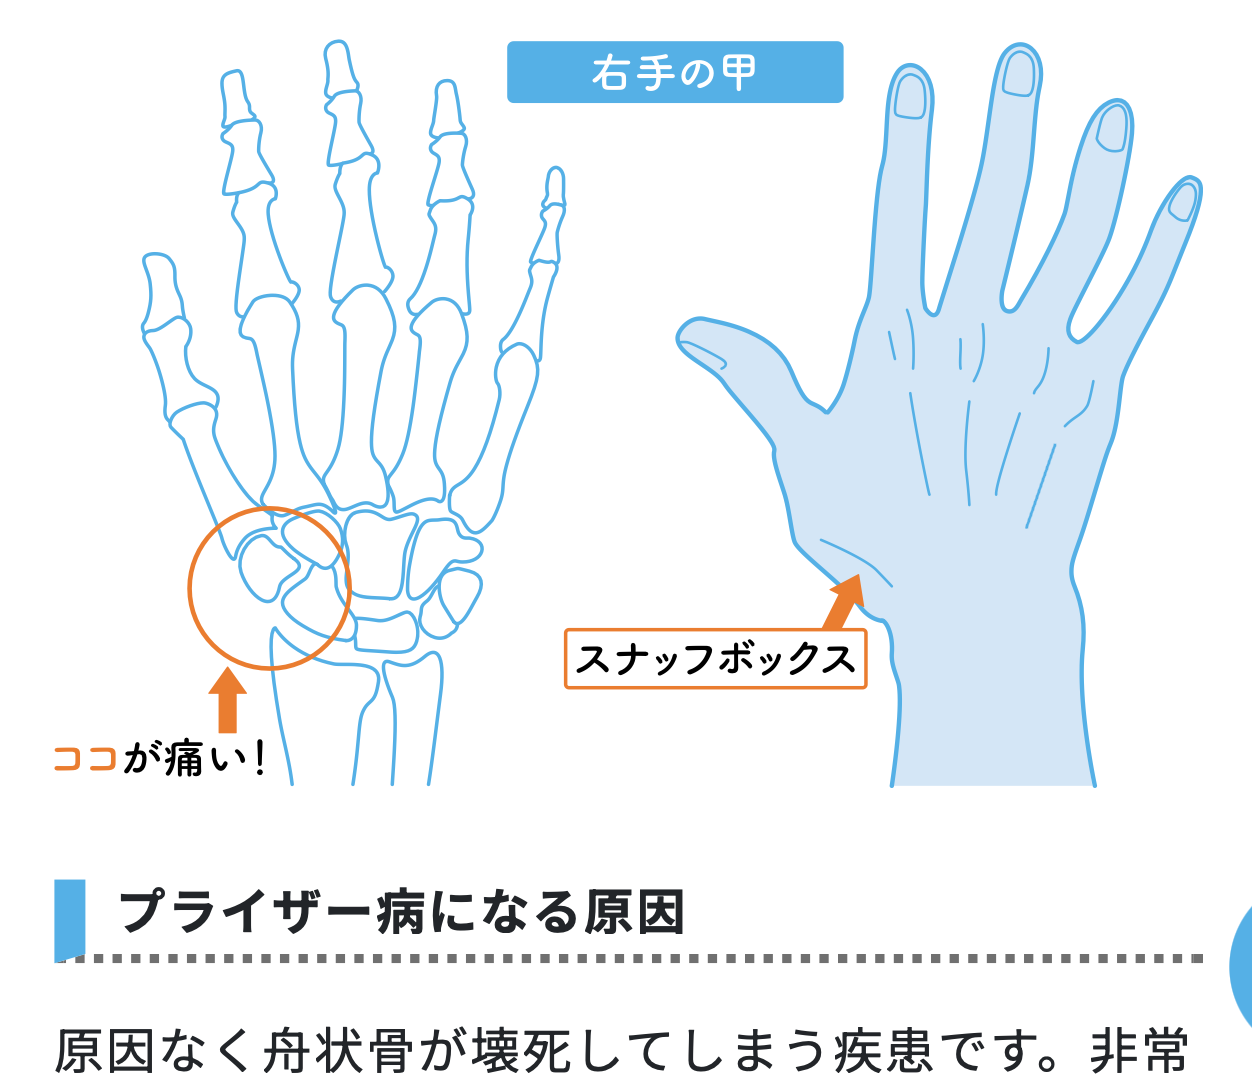 右手の甲
スナッフボックス
ココが痛い！
プライザー病になる原因
原因なく舟状骨が壊死してしまう疾患です。非常